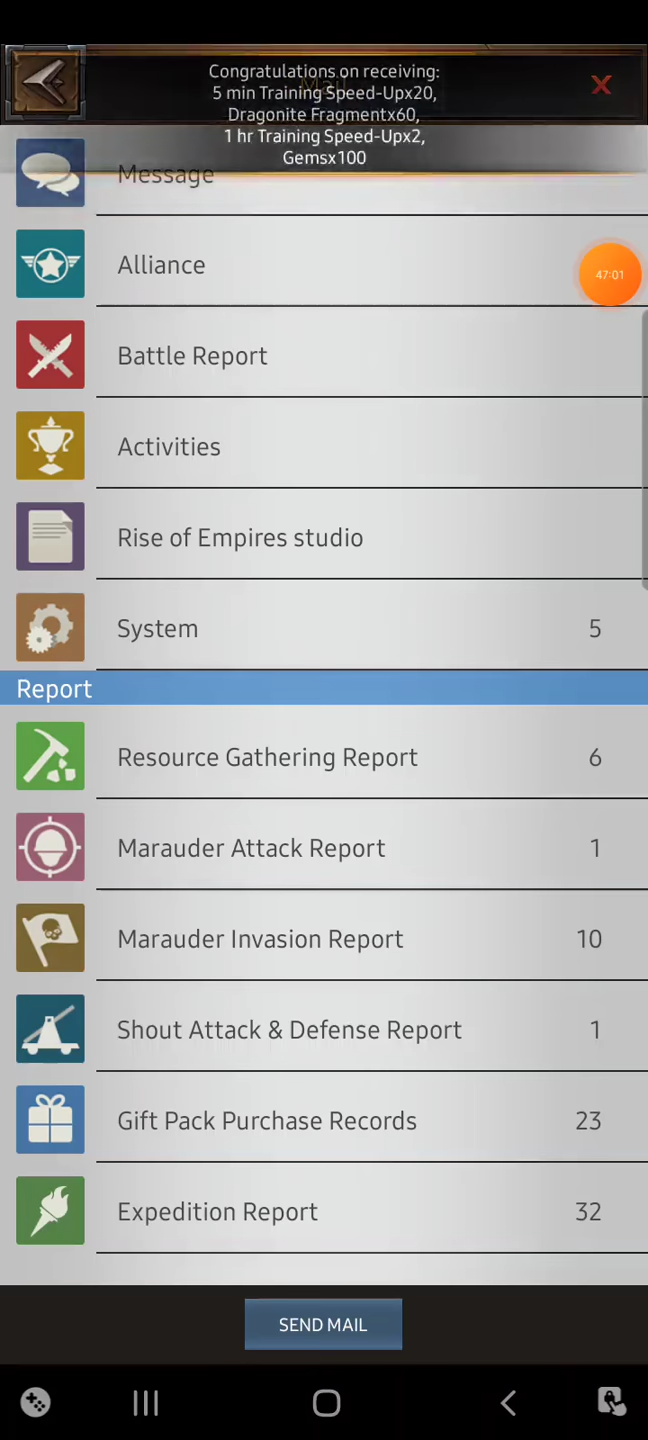 Congratulations on receiving:
5 min Training Speed-Upx20,
Dragonite Fragmentx60,
1 hr Training Speed-Upx2,
Gemsx100
Message
Alliance
47:01
Battle Report
Activities
Rise of Empires studio
System 5
Report
Resource Gathering Report 6
Marauder Attack Report 1
Marauder Invasion Report 10
Shout Attack & Defense Report 1
Gift Pack Purchase Records 23
Expedition Report 32
SEND MAIL